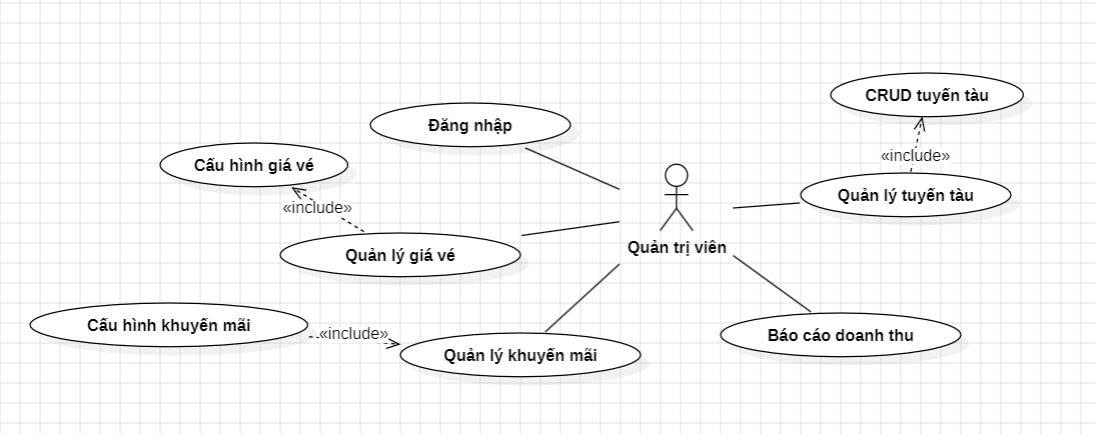 CRUD tuyến tàu
Đăng nhập
«include»
Cấu hình giá vé
Quản lý tuyến tàu
«include»
Quản trị viên
Quản lý giá vé
Cấu hình khuyến mãi
«include»
Báo cáo doanh thu
Quản lý khuyến mãi